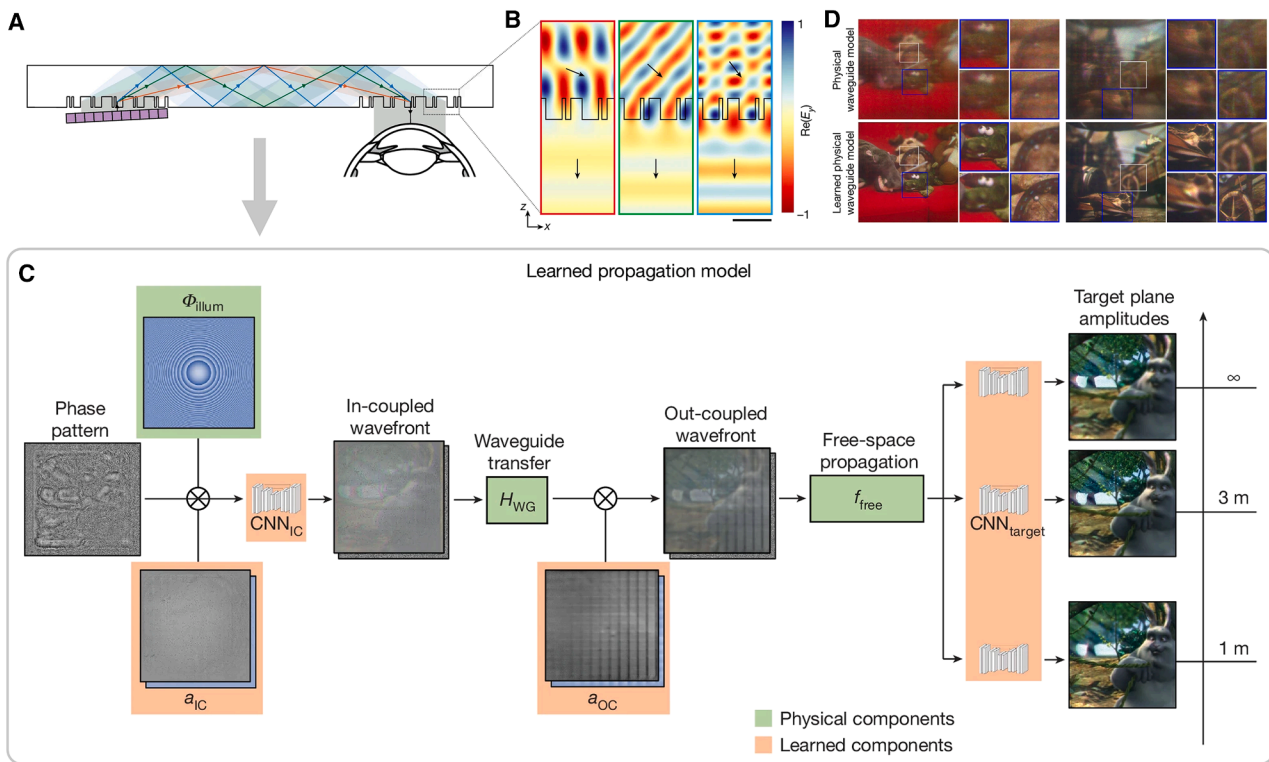 A
B
1
Re(Ey)
−1
z
x
D
Physical
waveguide model
Learned physical
waveguide model
C
Learned propagation model
Φillum
Phase
pattern
CNNIC
aIC
In-coupled
wavefront
Waveguide
transfer
HWG
aOC
Out-coupled
wavefront
Free-space
propagation
ffree
CNNtarget
Target plane
amplitudes
∞
3 m
1 m
Physical components
Learned components